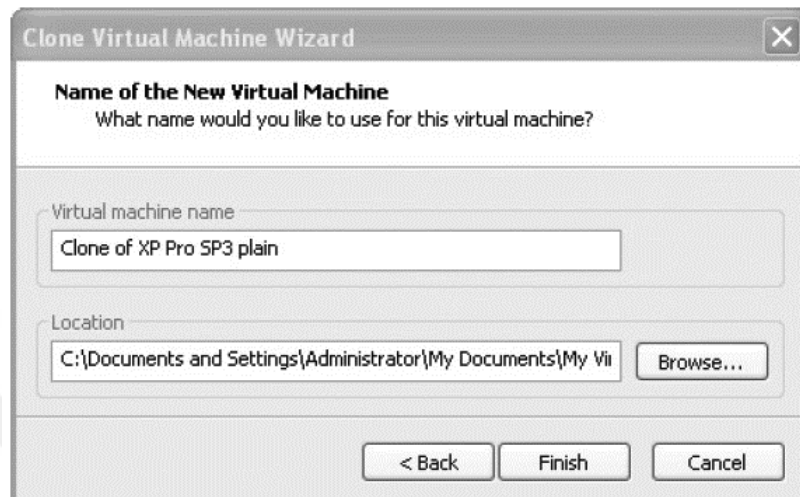 Clone Virtual Machine Wizard
Name of the New Virtual Machine
What name would you like to use for this virtual machine?
Virtual machine name
Clone of XP Pro SP3 plain
Location
C:\Documents and Settings\Administrator\My Documents\My Vir
Browse...
< Back Finish Cancel